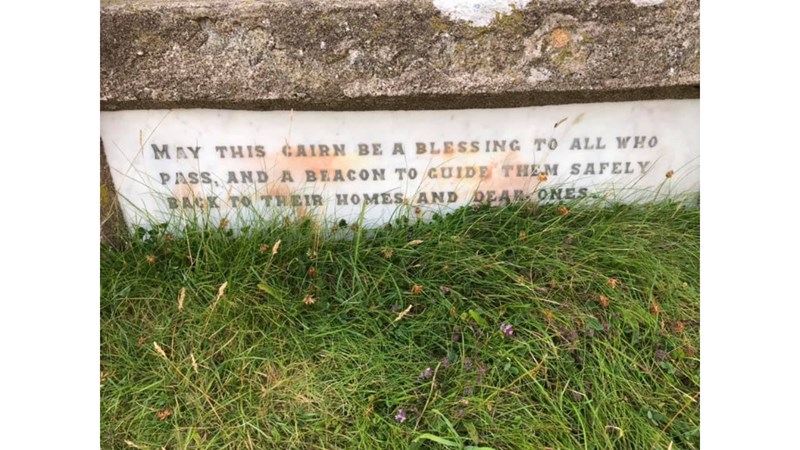 MAY THIS CAIRN BE A BLESSING TO ALL WHO
PASS, AND A BEACON TO GUIDE THEM SAFELY
BACK TO THEIR HOMES AND DEAR ONES.